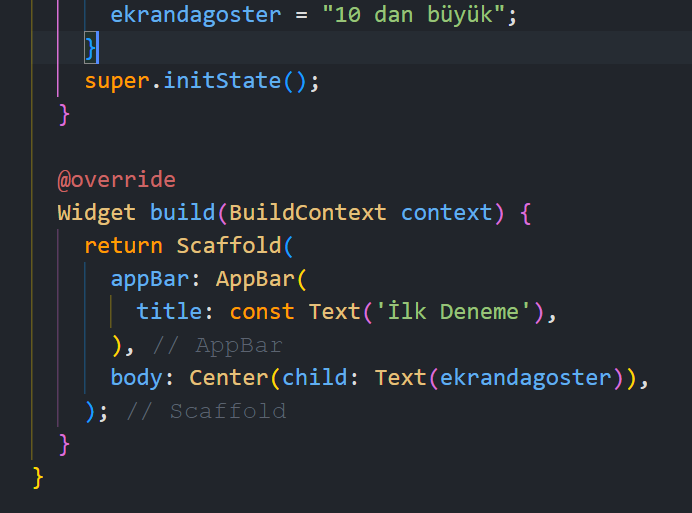 ekrandagoster = "10 dan büyük";
}
super.initState();
}
@override
Widget build(BuildContext context) {
return Scaffold(
appBar: AppBar(
title: const Text('İlk Deneme'),
), // AppBar
body: Center(child: Text(ekrandagoster)),
); // Scaffold
}
}